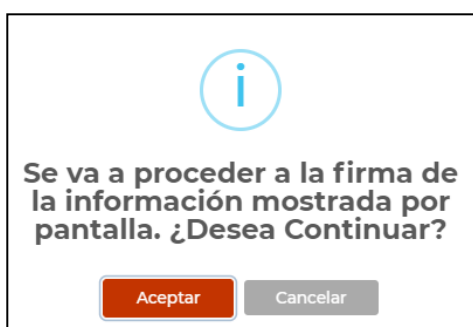 Se va a proceder a la firma de
la información mostrada por
pantalla. ¿Desea Continuar?
Aceptar Cancelar